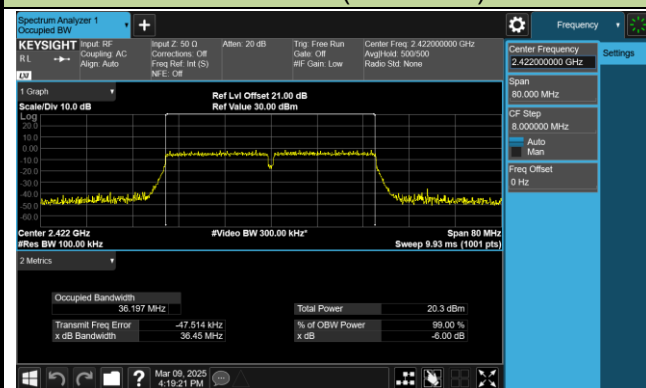 Spectrum Analyzer 1
Occupied BW
Frequency
KEYSIGHT Input: RF Input Z: 50 Ω Atten: 20 dB Trig: Free Run Center Freq: 2.422000000 GHz
RL Coupling: AC Corrections: Off Gate: Off Avg|Hold: 500/500
Align: Auto Freq Ref: Int (S) #IF Gain: Low Radio Std: None
NFE: Off
LXI
Center Frequency
2.422000000 GHz
Settings
Span
80.000 MHz
CF Step
8.000000 MHz
Auto
Man
Freq Offset
0 Hz
1 Graph
Ref Lvl Offset 21.00 dB
Scale/Div 10.0 dB Ref Value 30.00 dBm
Log
20.0
10.0
0.00
-10.0
-20.0
-30.0
-40.0
-50.0
-60.0
Center 2.422 GHz #Video BW 300.00 kHz* Span 80 MHz
#Res BW 100.00 kHz Sweep 9.93 ms (1001 pts)
2 Metrics
Occupied Bandwidth
36.197 MHz Total Power 20.3 dBm
Transmit Freq Error -47.514 kHz % of OBW Power 99.00 %
x dB Bandwidth 36.45 MHz x dB -6.00 dB
Mar 09, 2025
4:19:21 PM